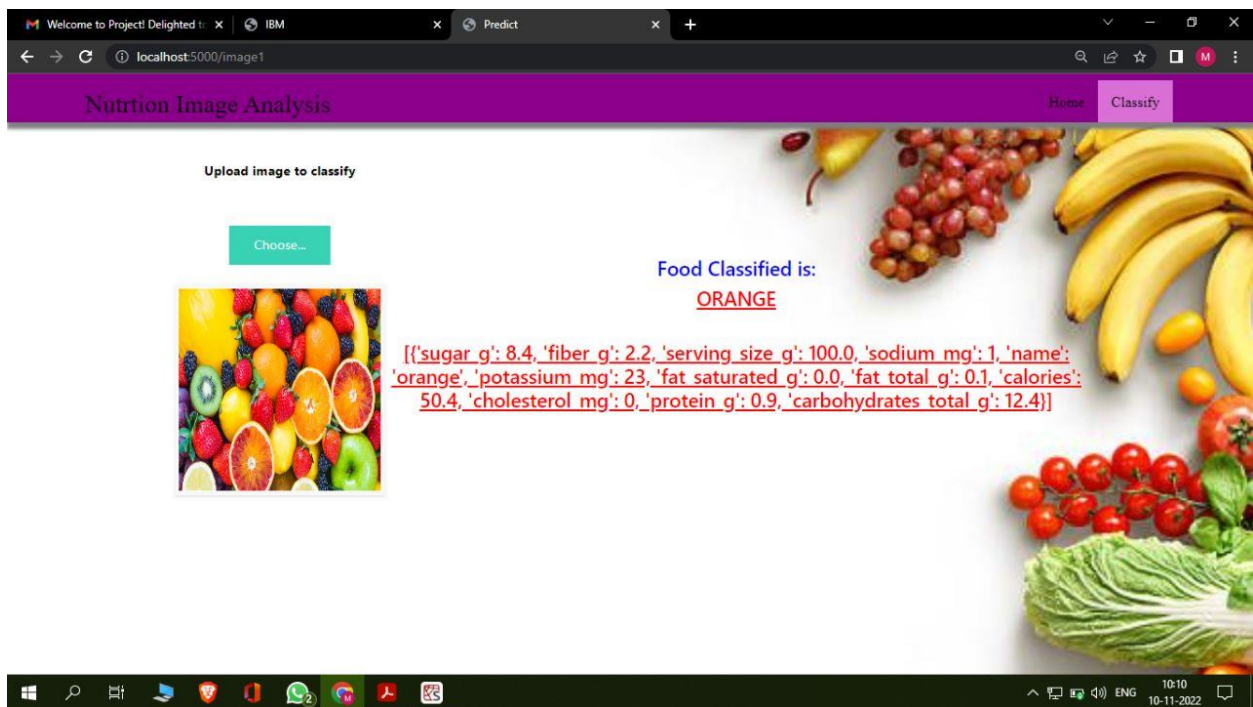 Welcome to Project! Delighted to
IBM
Predict
localhost:5000/image1
M
Nutrtion Image Analysis
Home
Classify
Upload image to classify
Choose...
Food Classified is:
ORANGE
[{'sugar_g': 8.4, 'fiber_g': 2.2, 'serving_size_g': 100.0, 'sodium_mg': 1, 'name':
'orange', 'potassium_mg': 23, 'fat_saturated_g': 0.0, 'fat_total_g': 0.1, 'calories':
50.4, 'cholesterol_mg': 0, 'protein_g': 0.9, 'carbohydrates_total_g': 12.4}]
2
ENG
10:10
10-11-2022